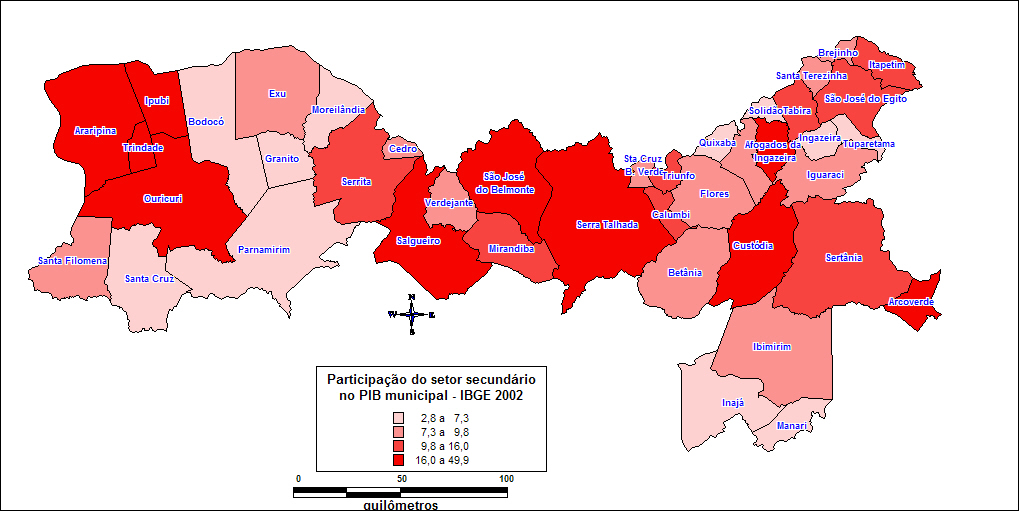 Brejinho
Itapetim
Santa Terezinha
São José do Egito
Ipubi
Exu
Moreilândia
Solidão
Tabira
Bodocó
Araripina
Trindade
Quixaba
Ingazeira
Afogados da
Ingazeira
Tuparetama
Granito
Cedro
Sta.Cruz
B. Verde
Triunfo
Iguaraci
São José
do Belmonte
Serrita
Flores
Ouricuri
Verdejante
Calumbi
Serra Talhada
Salgueiro
Mirandiba
Custódia
Parnamirim
Sertânia
Santa Filomena
Santa Cruz
Betânia
Arcoverde
N
W E
S
Ibimirim
Inajá
Manari
Participação do setor secundário
no PIB municipal - IBGE 2002
2,8 a 7,3
7,3 a 9,8
9,8 a 16,0
16,0 a 49,9
0 50 100
quilômetros